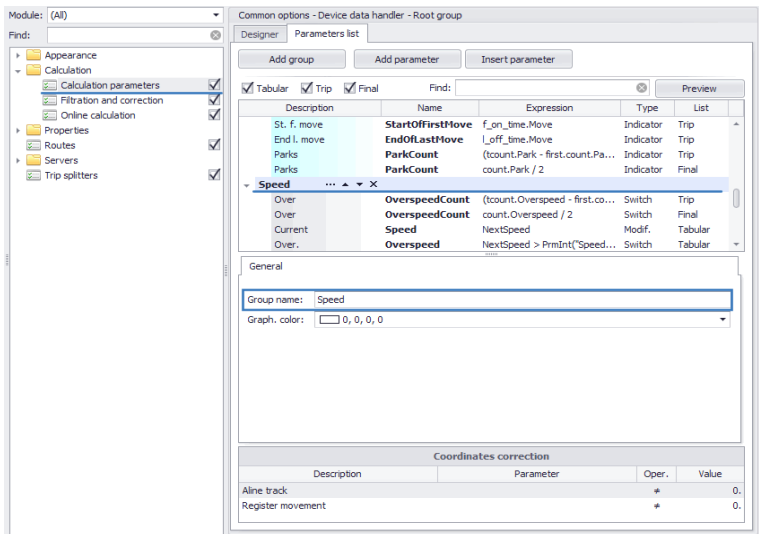 Module: (All)
Find:
Appearance
Calculation
Calculation parameters
Filtration and correction
Online calculation
Properties
Routes
Servers
Trip splitters
Common options - Device data handler - Root group
Designer Parameters list
Add group Add parameter Insert parameter
Tabular Trip Final Find: Preview
Description Name Expression Type List
St. f. move StartOfFirstMove f_on_time.Move Indicator Trip
End l. move EndOfLastMove l_off_time.Move Indicator Trip
Parks ParkCount (tcount.Park - first.count.Pa... Indicator Trip
Parks ParkCount count.Park / 2 Indicator Final
Speed
Over OverspeedCount (tcount.Overspeed - first.co... Switch Trip
Over OverspeedCount count.Overspeed / 2 Switch Final
Current Speed NextSpeed Modif. Tabular
Over. Overspeed NextSpeed > PrmInt("Speed... Switch Tabular
General
Group name: Speed
Graph. color: 0, 0, 0, 0
Coordinates correction
Description Parameter Oper. Value
Aline track ≠ 0.
Register movement ≠ 0.